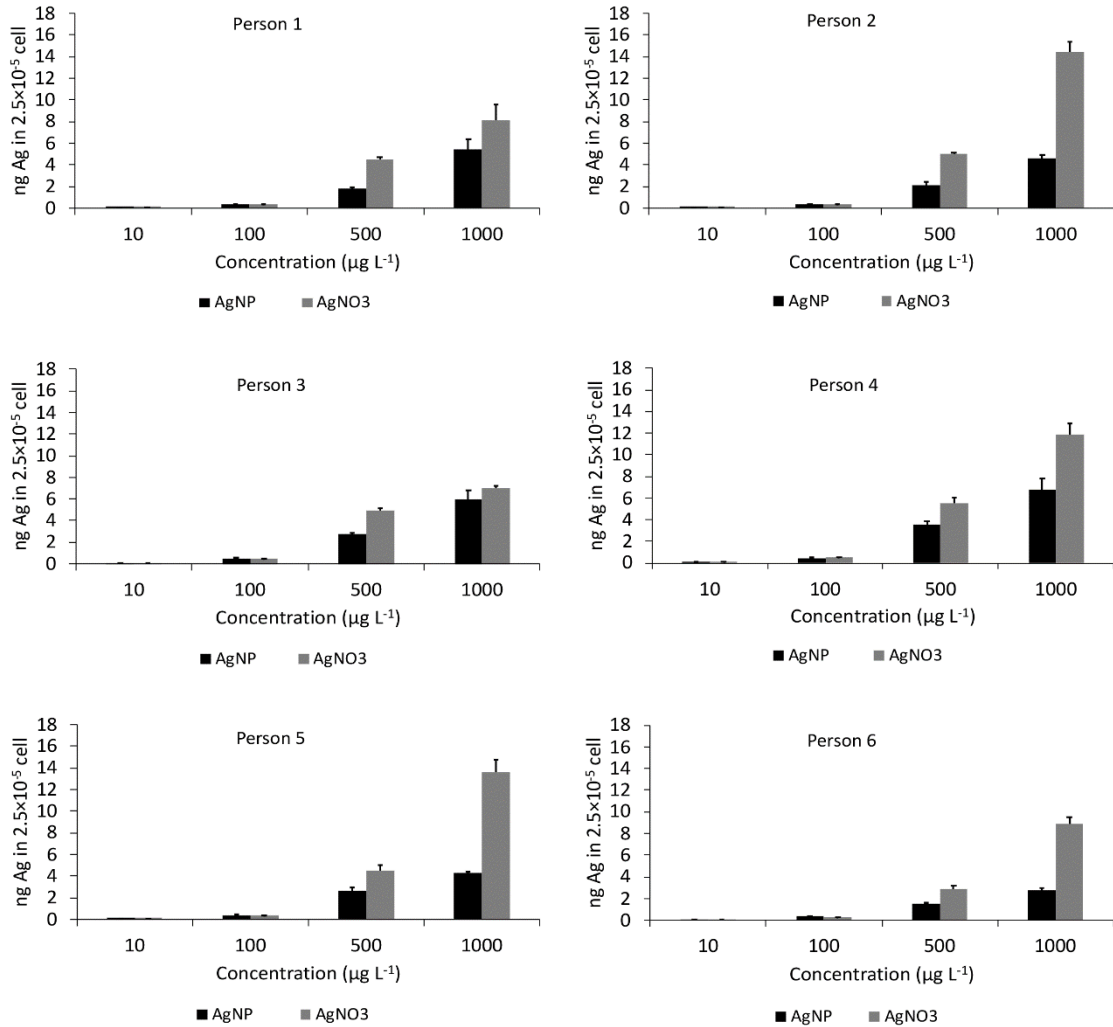 Person 1
ng Ag in 2.5×10⁻⁵ cell
18
16
14
12
10
8
6
4
2
0
10 100 500 1000
Concentration (µg L⁻¹)
AgNP AgNO3
Person 2
ng Ag in 2.5×10⁻⁵ cell
18
16
14
12
10
8
6
4
2
0
10 100 500 1000
Concentration (µg L⁻¹)
AgNP AgNO3
Person 3
ng Ag in 2.5×10⁻⁵ cell
18
16
14
12
10
8
6
4
2
0
10 100 500 1000
Concentration (µg L⁻¹)
AgNP AgNO3
Person 4
ng Ag in 2.5×10⁻⁵ cell
18
16
14
12
10
8
6
4
2
0
10 100 500 1000
Concentration (µg L⁻¹)
AgNP AgNO3
Person 5
ng Ag in 2.5×10⁻⁵ cell
18
16
14
12
10
8
6
4
2
0
10 100 500 1000
Concentration (µg L⁻¹)
AgNP AgNO3
Person 6
ng Ag in 2.5×10⁻⁵ cell
18
16
14
12
10
8
6
4
2
0
10 100 500 1000
Concentration (µg L⁻¹)
AgNP AgNO3